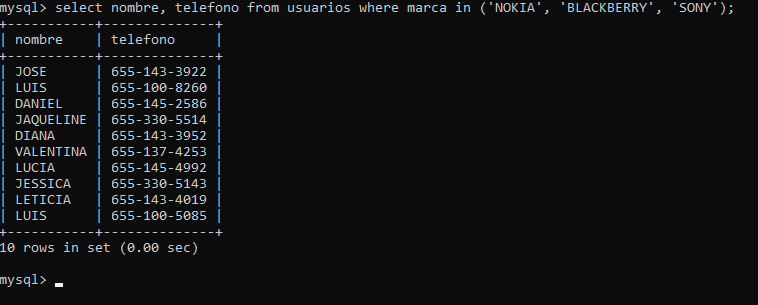 mysql> select nombre, telefono from usuarios where marca in ('NOKIA', 'BLACKBERRY', 'SONY');
+-----------+--------------+
| nombre    | telefono     |
+-----------+--------------+
| JOSE      | 655-143-3922 |
| LUIS      | 655-100-8260 |
| DANIEL    | 655-145-2586 |
| JAQUELINE | 655-330-5514 |
| DIANA     | 655-143-3952 |
| VALENTINA | 655-137-4253 |
| LUCIA     | 655-145-4992 |
| JESSICA   | 655-330-5143 |
| LETICIA   | 655-143-4019 |
| LUIS      | 655-100-5085 |
+-----------+--------------+
10 rows in set (0.00 sec)
mysql>